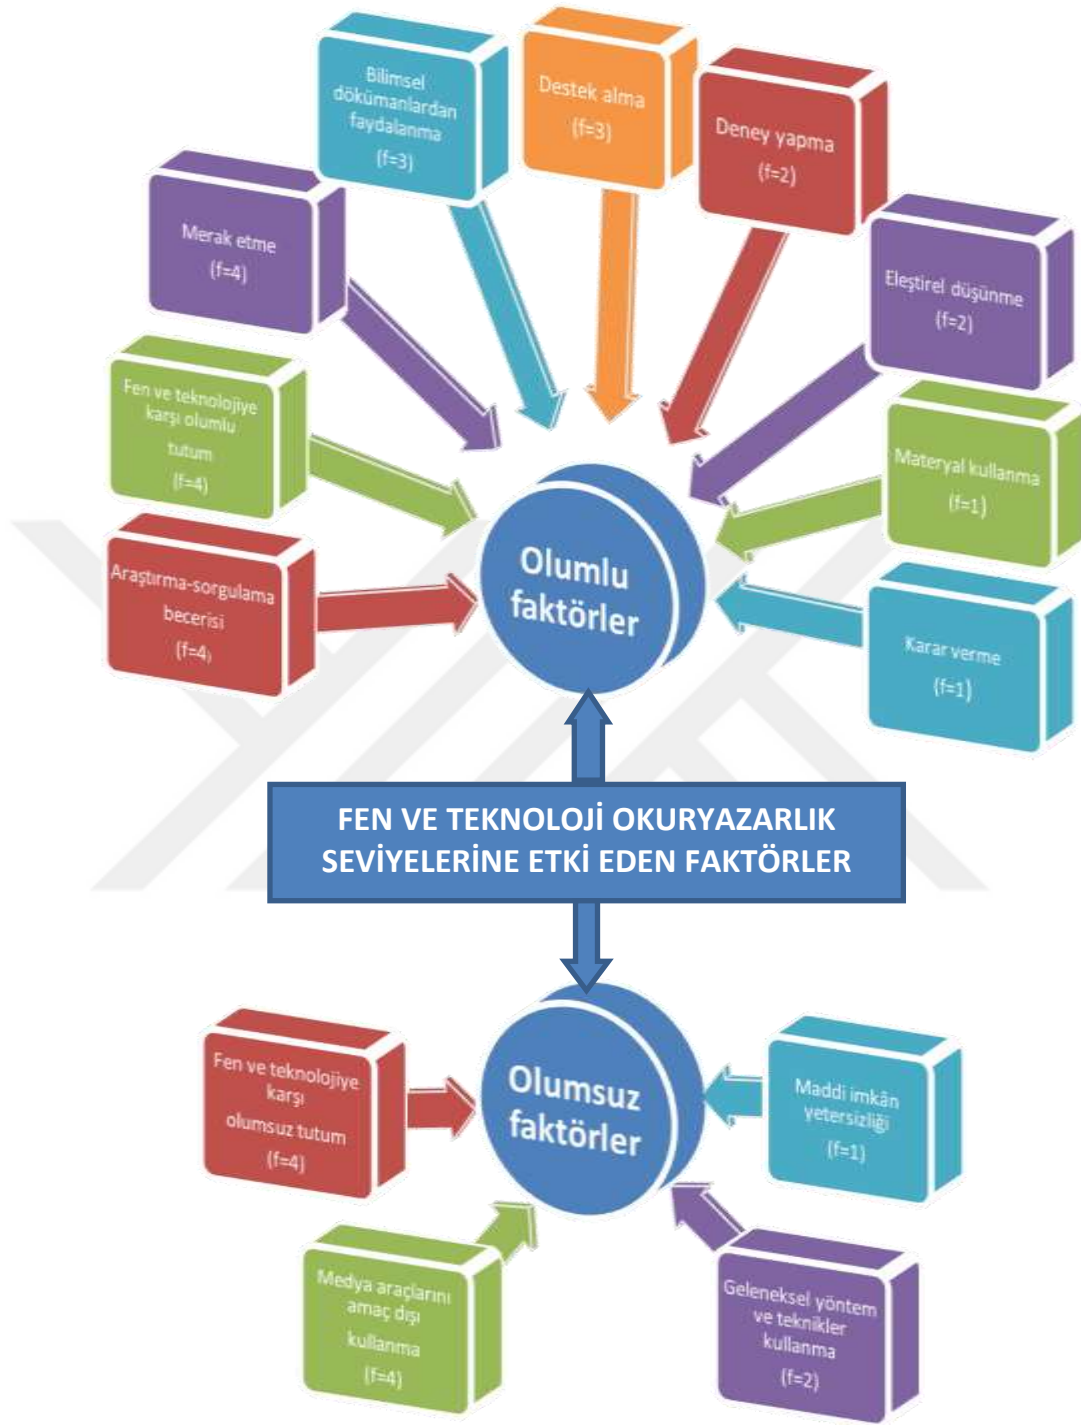 Bilimsel
dökümanlardan
faydalanma
(f=3)
Destek alma
(f=3)
Deney yapma
(f=2)
Merak etme
(f=4)
Eleştirel düşünme
(f=2)
Fen ve teknolojiye
karşı olumlu
tutum
(f=4)
Materyal kullanma
(f=1)
Araştırma-sorgulama
becerisi
(f=4)
Karar verme
(f=1)
Olumlu
faktörler
FEN VE TEKNOLOJİ OKURYAZARLIK
SEVİYELERİNE ETKİ EDEN FAKTÖRLER
Olumsuz
faktörler
Fen ve teknolojiye
karşı
olumsuz tutum
(f=4)
Maddi imkân
yetersizliği
(f=1)
Medya araçlarını
amaç dışı
kullanma
(f=4)
Geleneksel yöntem
ve teknikler
kullanma
(f=2)